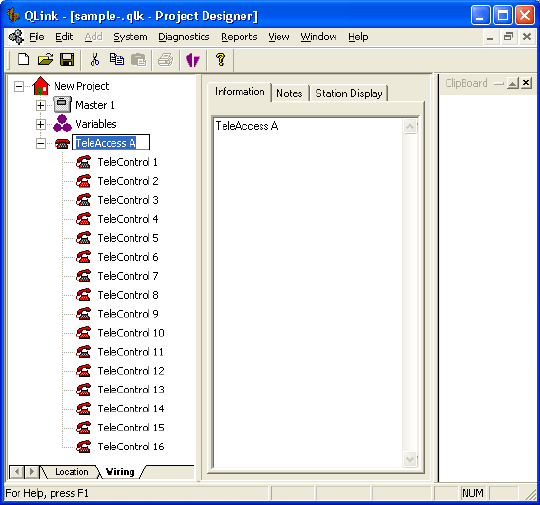 QLink - [sample-.qlk - Project Designer]
File Edit Add System Diagnostics Reports View Window Help
New Project
Master 1
Variables
TeleAccess A
TeleControl 1
TeleControl 2
TeleControl 3
TeleControl 4
TeleControl 5
TeleControl 6
TeleControl 7
TeleControl 8
TeleControl 9
TeleControl 10
TeleControl 11
TeleControl 12
TeleControl 13
TeleControl 14
TeleControl 15
TeleControl 16
Location Wiring
Information Notes Station Display
TeleAccess A
ClipBoard
For Help, press F1
NUM